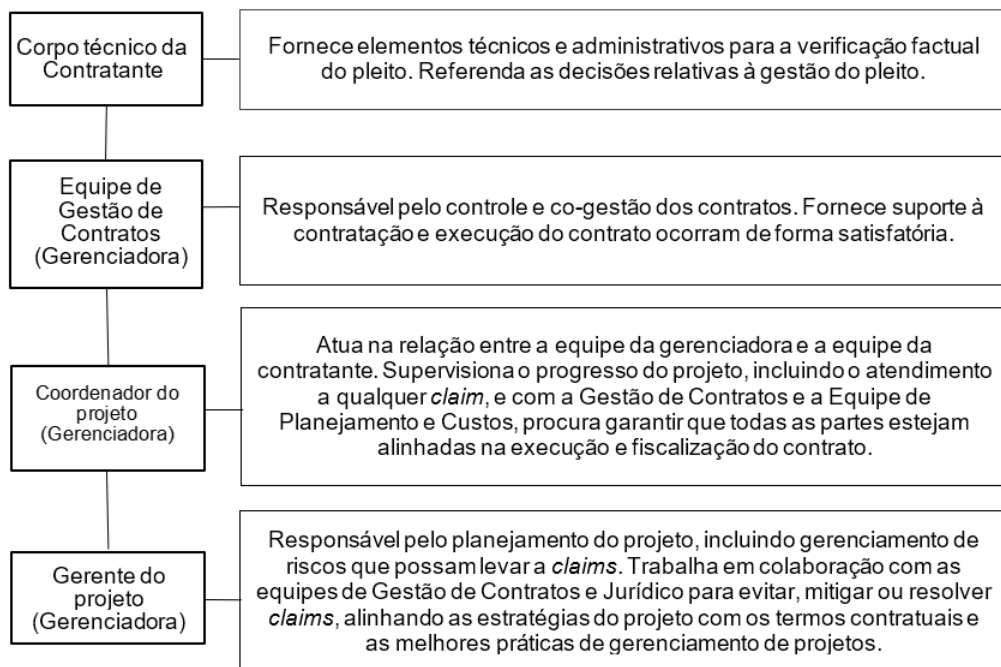 Corpo técnico da
Contratante
Fornece elementos técnicos e administrativos para a verificação factual
do pleito. Referenda as decisões relativas à gestão do pleito.
Equipe de
Gestão de
Contratos
(Gerenciadora)
Responsável pelo controle e co-gestão dos contratos. Fornece suporte à
contratação e execução do contrato ocorram de forma satisfatória.
Coordenador do
projeto
(Gerenciadora)
Atua na relação entre a equipe da gerenciadora e a equipe da
contratante. Supervisiona o progresso do projeto, incluindo o atendimento
a qualquer claim, e com a Gestão de Contratos e a Equipe de
Planejamento e Custos, procura garantir que todas as partes estejam
alinhadas na execução e fiscalização do contrato.
Gerente do
projeto
(Gerenciadora)
Responsável pelo planejamento do projeto, incluindo gerenciamento de
riscos que possam levar a claims. Trabalha em colaboração com as
equipes de Gestão de Contratos e Jurídico para evitar, mitigar ou resolver
claims, alinhando as estratégias do projeto com os termos contratuais e
as melhores práticas de gerenciamento de projetos.